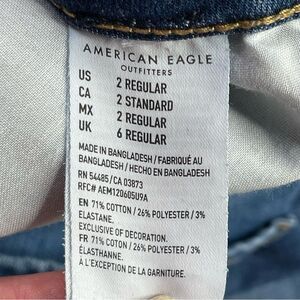 AMERICAN EAGLE
OUTFITTERS
US 2 REGULAR
CA 2 STANDARD
MX 2 REGULAR
UK 6 REGULAR
MADE IN BANGLADESH / FABRIQUÉ AU
BANGLADESH / HECHO EN BANGLADESH
RN 54485 / CA 03873
RFC# AEM120605U9A
EN 71% COTTON / 26% POLYESTER / 3%
ELASTANE.
EXCLUSIVE OF DECORATION.
FR 71% COTON / 26% POLYESTER / 3%
ÉLASTHANNE.
À L'EXCEPTION DE LA GARNITURE.